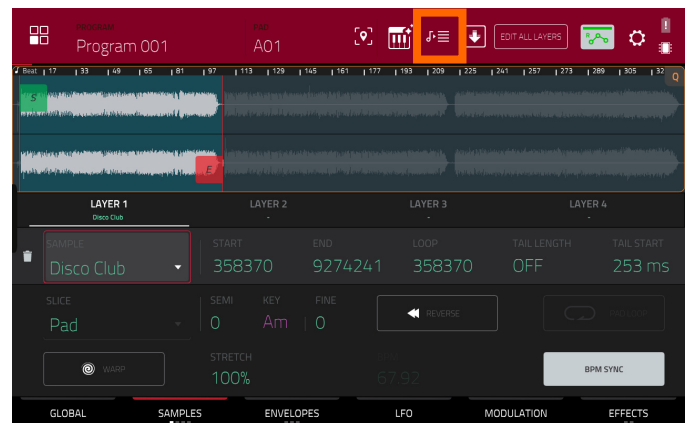 PROGRAM PAD
Program 001 A01 EDIT ALL LAYERS
Beat 17 33 49 65 81 97 113 129 145 161 177 193 209 225 241 257 273 289 305 32 Q
S
E
LAYER 1 LAYER 2 LAYER 3 LAYER 4
Disco Club - - -
SAMPLE START END LOOP TAIL LENGTH TAIL START
Disco Club 358370 9274241 358370 OFF 253 ms
SLICE SEMI KEY FINE REVERSE PAD LOOP
Pad 0 Am 0
WARP STRETCH BPM BPM SYNC
100% 67.92
GLOBAL SAMPLES ENVELOPES LFO MODULATION EFFECTS